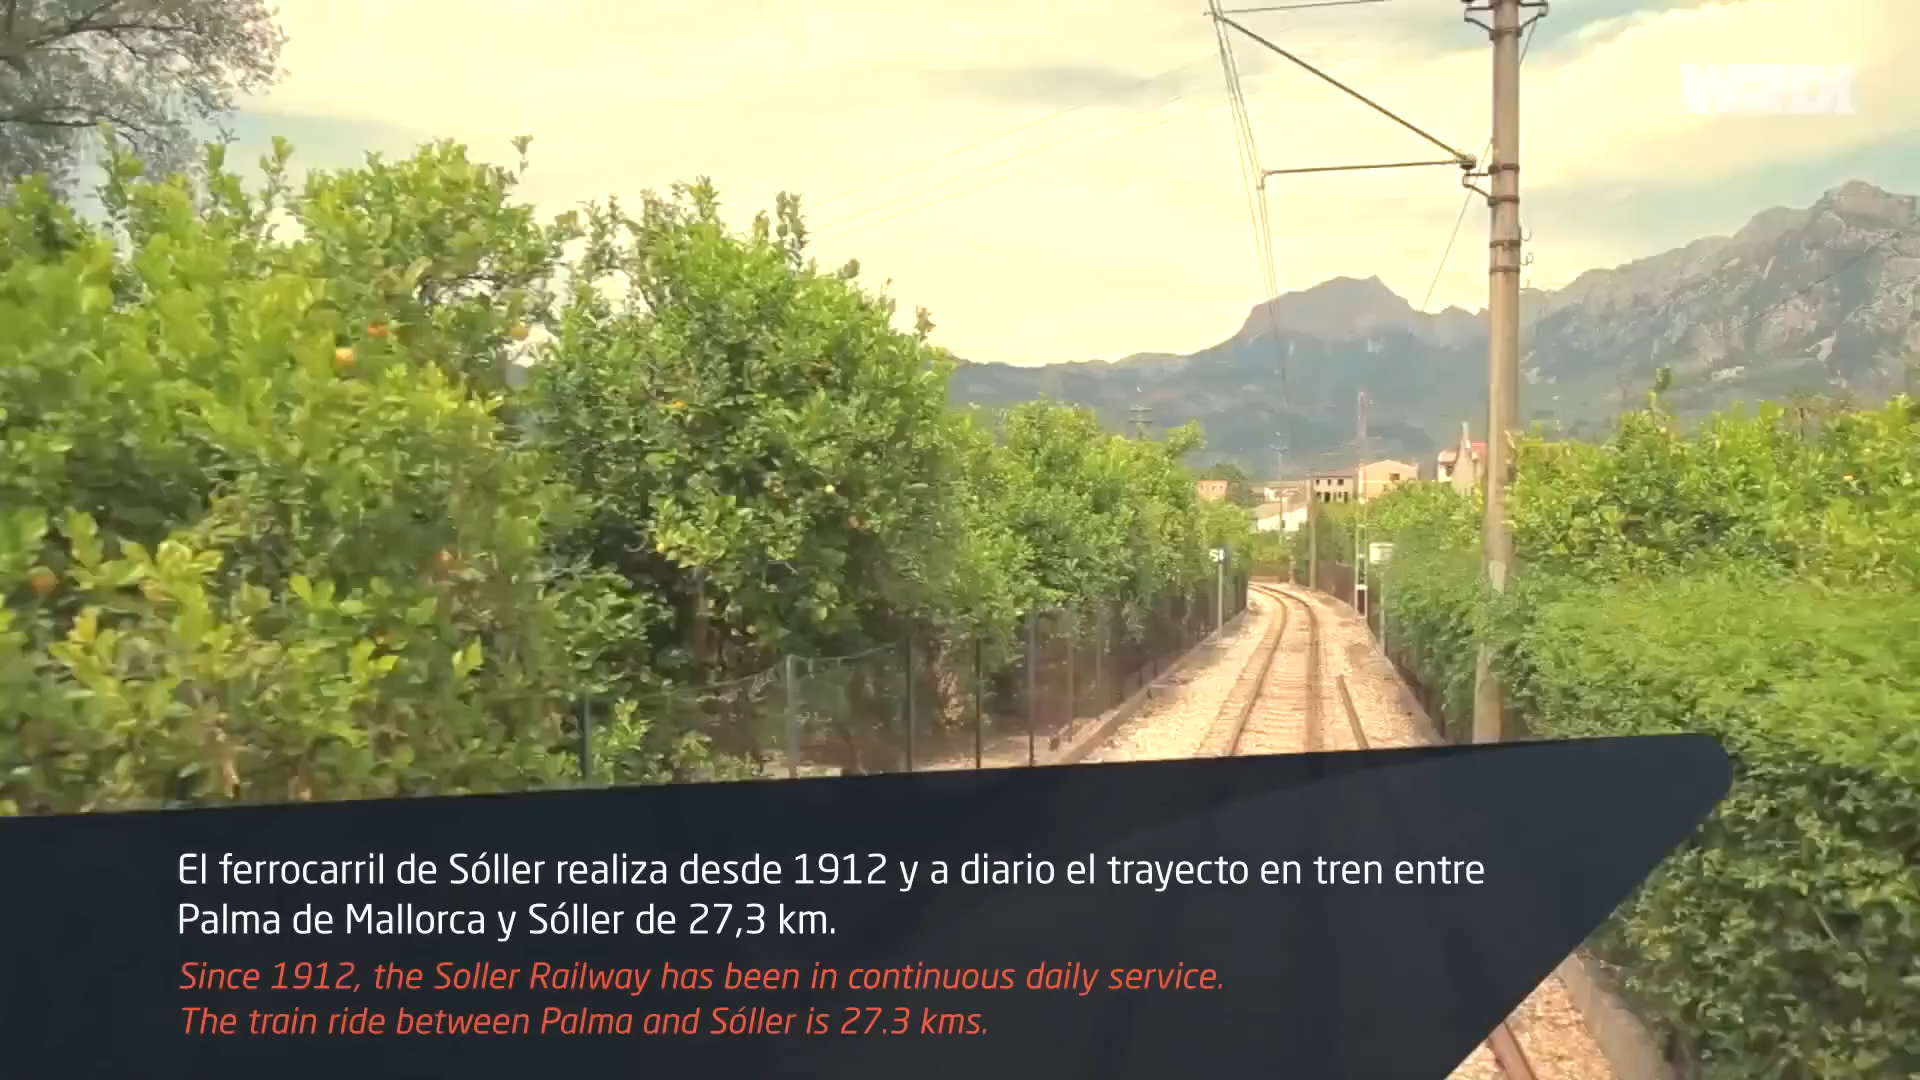 El ferrocarril de Sóller realiza desde 1912 y a diario el trayecto en tren entre
Palma de Mallorca y Sóller de 27,3 km.
Since 1912, the Soller Railway has been in continuous daily service.
The train ride between Palma and Sóller is 27.3 kms.